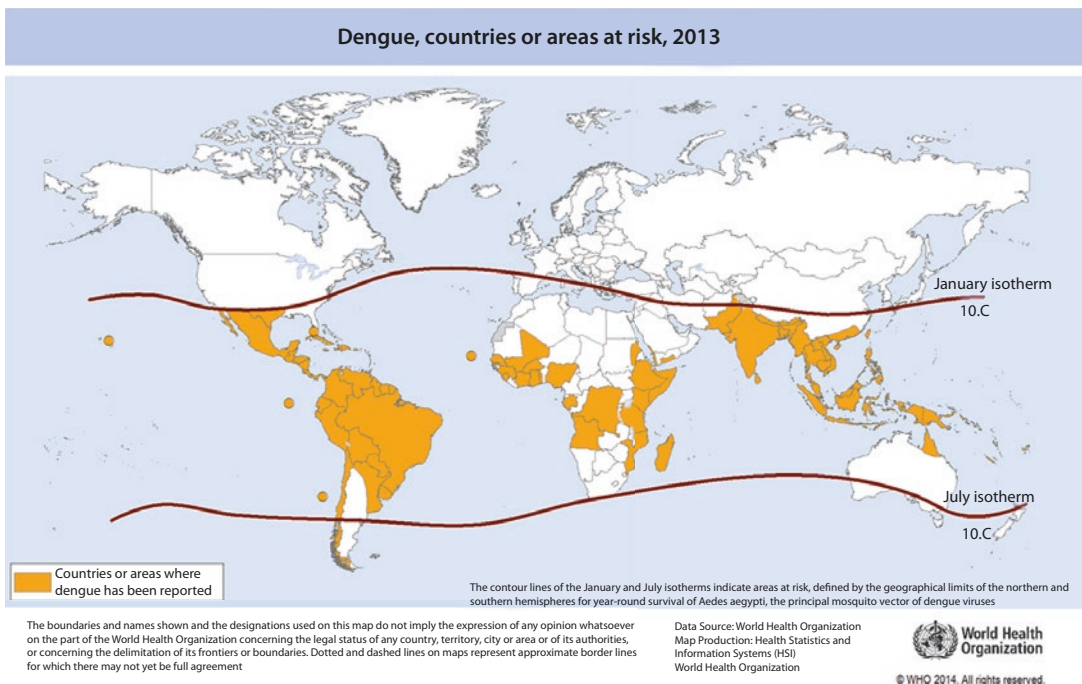 Dengue, countries or areas at risk, 2013
January isotherm
10.C
July isotherm
10.C
Countries or areas where
dengue has been reported
The contour lines of the January and July isotherms indicate areas at risk, defined by the geographical limits of the northern and
southern hemispheres for year-round survival of Aedes aegypti, the principal mosquito vector of dengue viruses
The boundaries and names shown and the designations used on this map do not imply the expression of any opinion whatsoever
on the part of the World Health Organization concerning the legal status of any country, territory, city or area or of its authorities,
or concerning the delimitation of its frontiers or boundaries. Dotted and dashed lines on maps represent approximate border lines
for which there may not yet be full agreement
Data Source: World Health Organization
Map Production: Health Statistics and
Information Systems (HSI)
World Health Organization
World Health
Organization
© WHO 2014. All rights reserved.